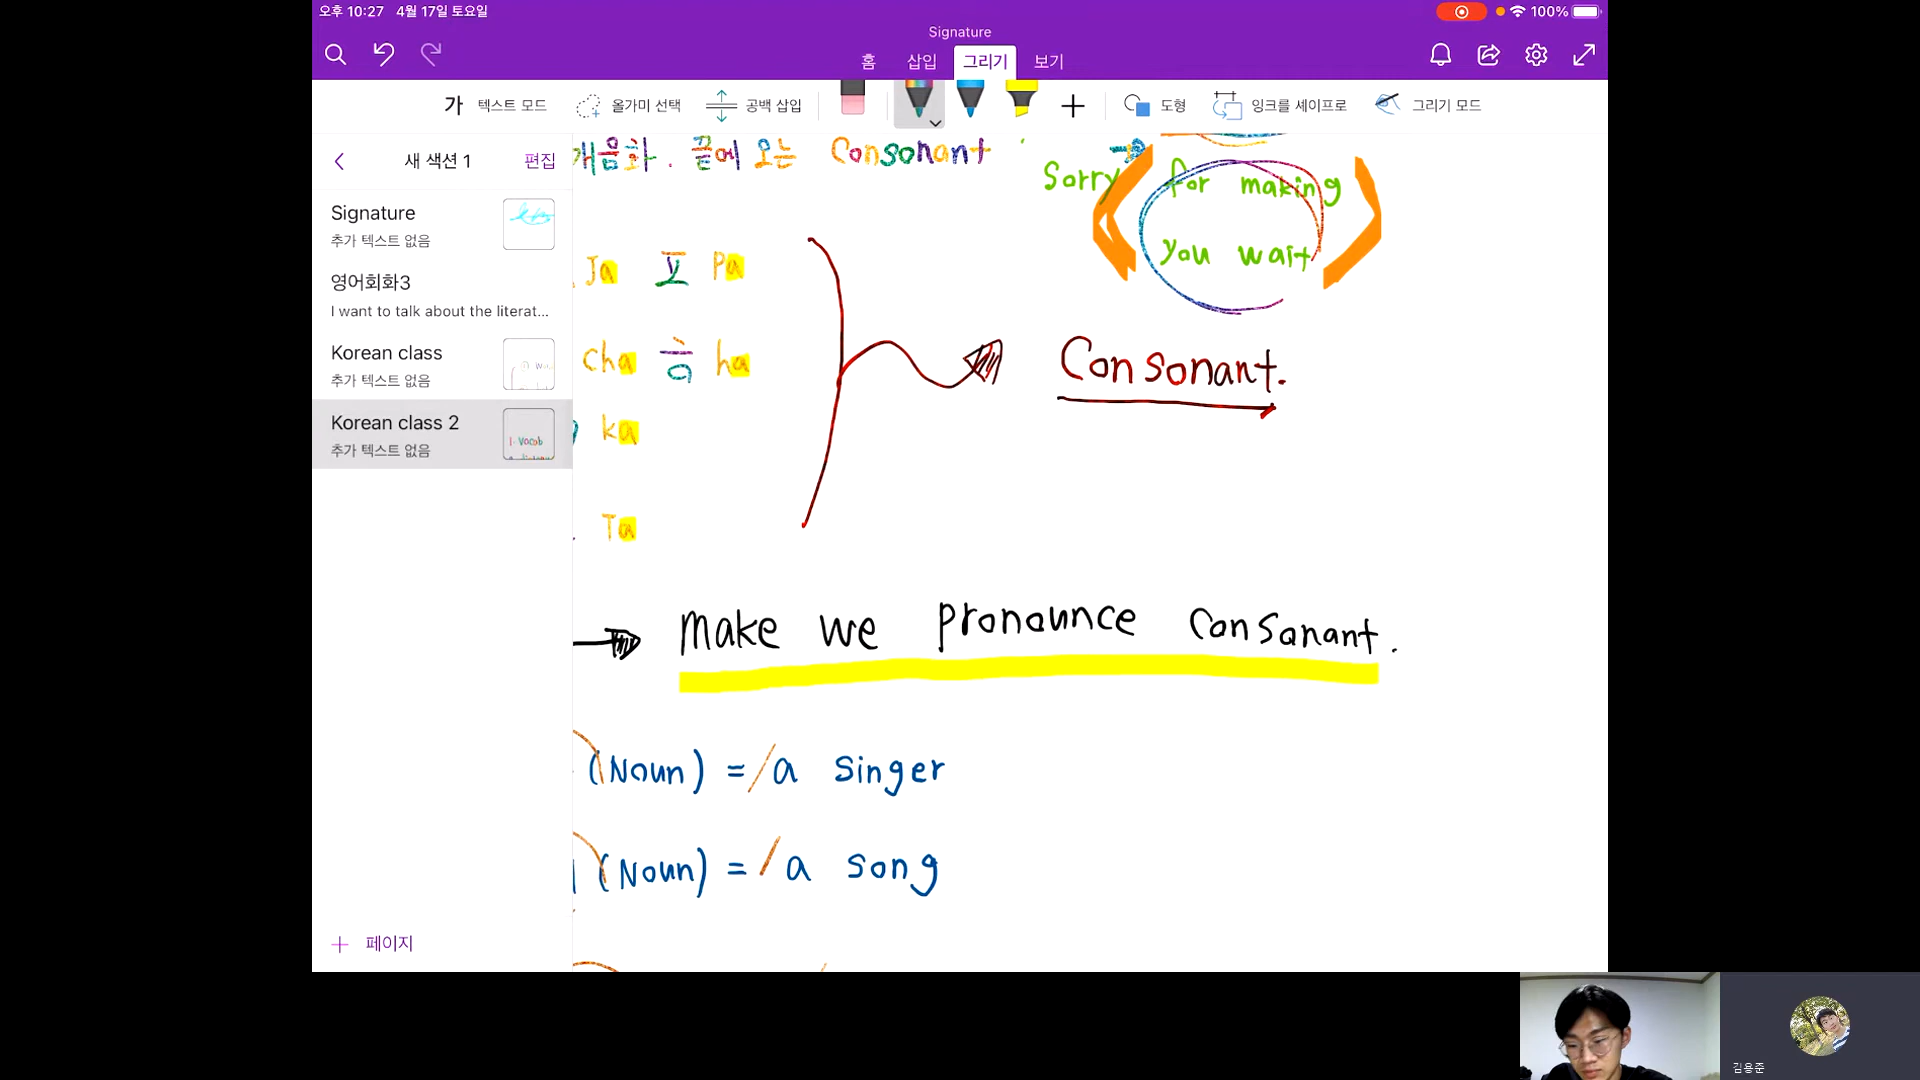 오후 10:27 4월 17일 토요일
100%
Signature
홈 삽입 그리기 보기
가 텍스트 모드 올가미 선택 공백 삽입 도형 잉크를 셰이프로 그리기 모드
새 섹션 1 편집
Signature
추가 텍스트 없음
영어회화3
I want to talk about the literat...
Korean class
추가 텍스트 없음
Korean class 2
추가 텍스트 없음
페이지
개음화. 끝에 오는 Consonant
Sorry for making
you wait
Ja ㅍ Pa
Cha ㅎ ha
ka
Ta
Consonant.
Make we pronounce consonant.
(Noun) = /a singer
(Noun) = /a song
김용준